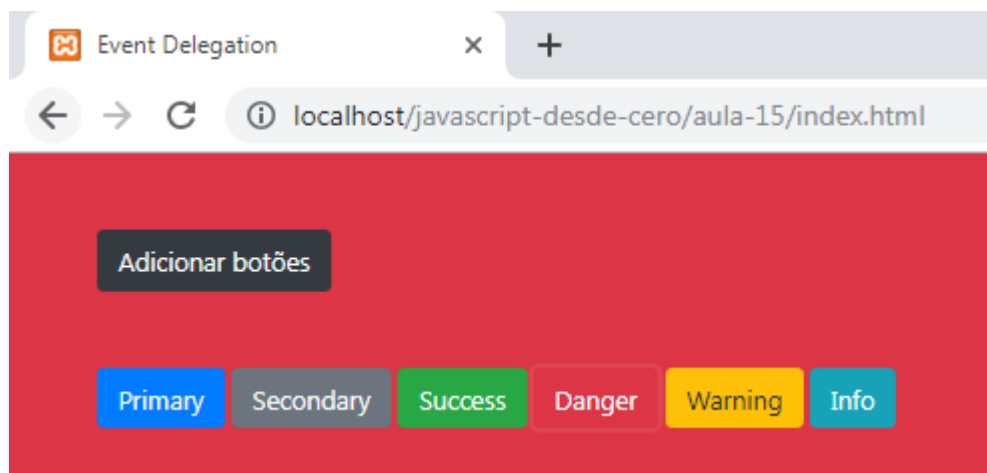 Event Delegation
localhost/javascript-desde-cero/aula-15/index.html
Adicionar botões
Primary Secondary Success Danger Warning Info